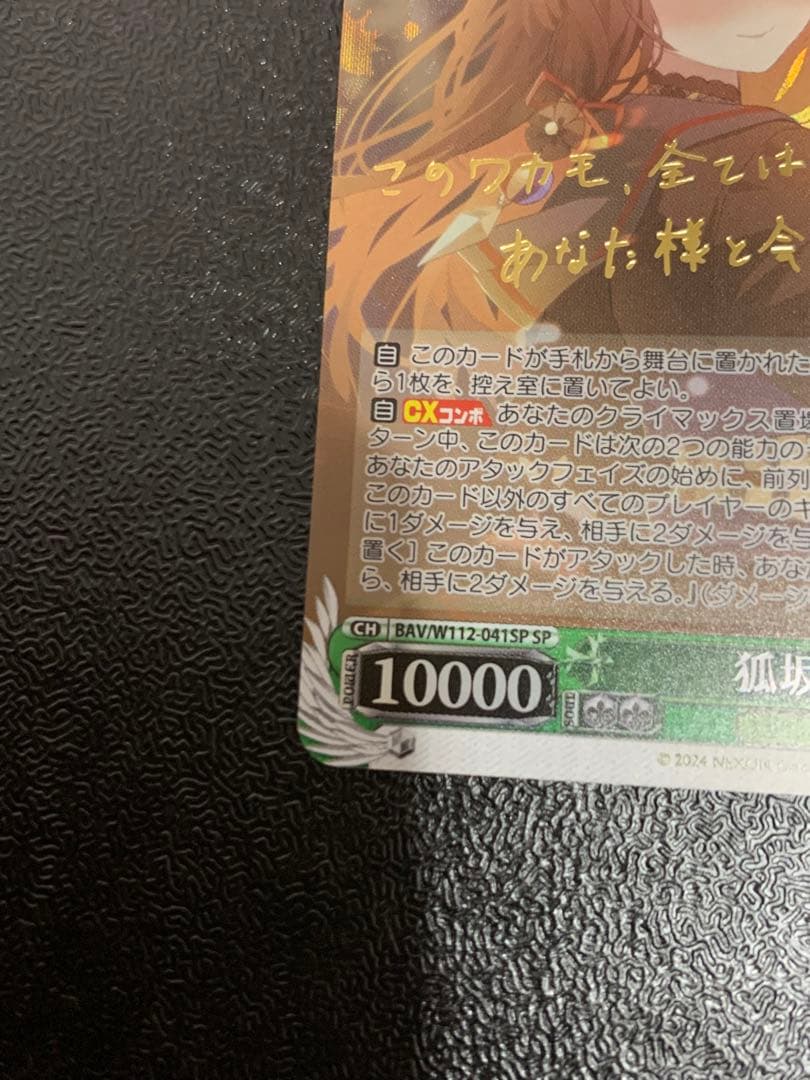 このワカモ、全ては
あなた様と会
自 このカードが手札から舞台に置かれた
ら1枚を、控え室に置いてよい。
自 CXコンボ あなたのクライマックス置場
ターン中、このカードは次の2つの能力の
あなたのアタックフェイズの始めに、前列
このカード以外のすべてのプレイヤーのキ
に1ダメージを与え、相手に2ダメージを与
置く］このカードがアタックした時、あな
ら、相手に2ダメージを与える。』（ダメージ
CH BAV/W112-041SP SP
POWER 10000
狐坂
© 2024 NEXON